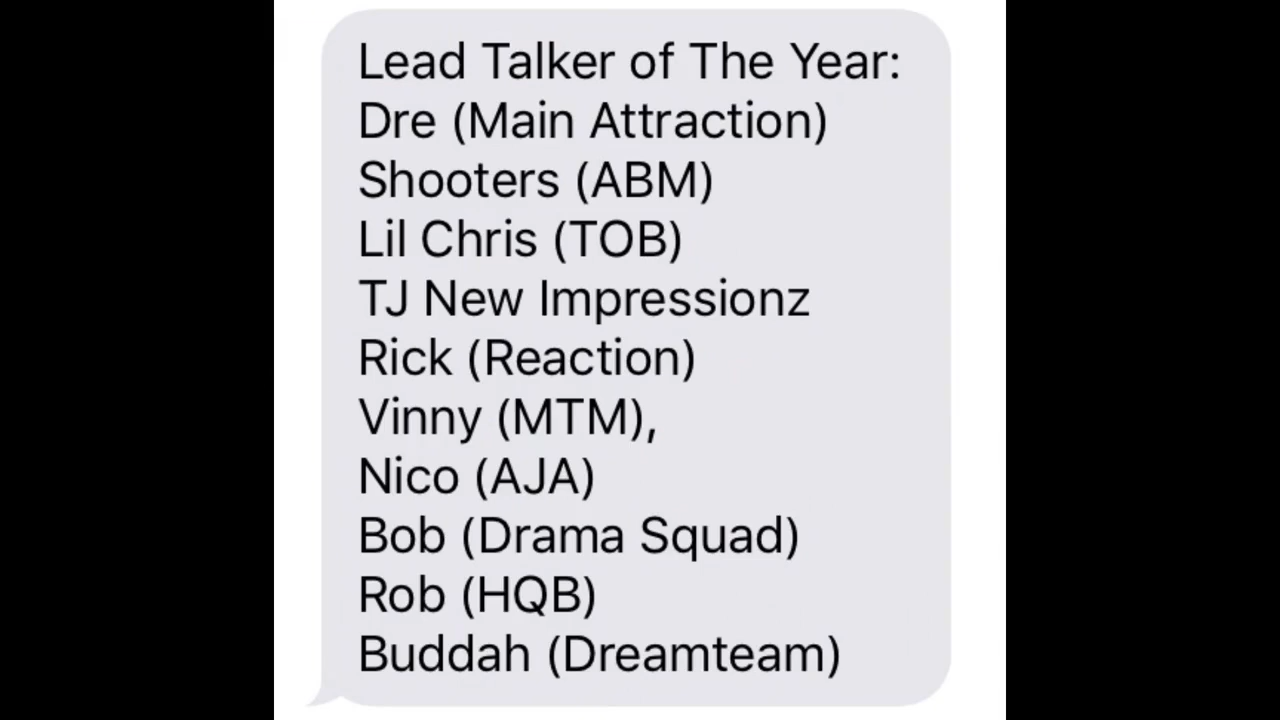 Lead Talker of The Year:
Dre (Main Attraction)
Shooters (ABM)
Lil Chris (TOB)
TJ New Impressionz
Rick (Reaction)
Vinny (MTM),
Nico (AJA)
Bob (Drama Squad)
Rob (HQB)
Buddah (Dreamteam)